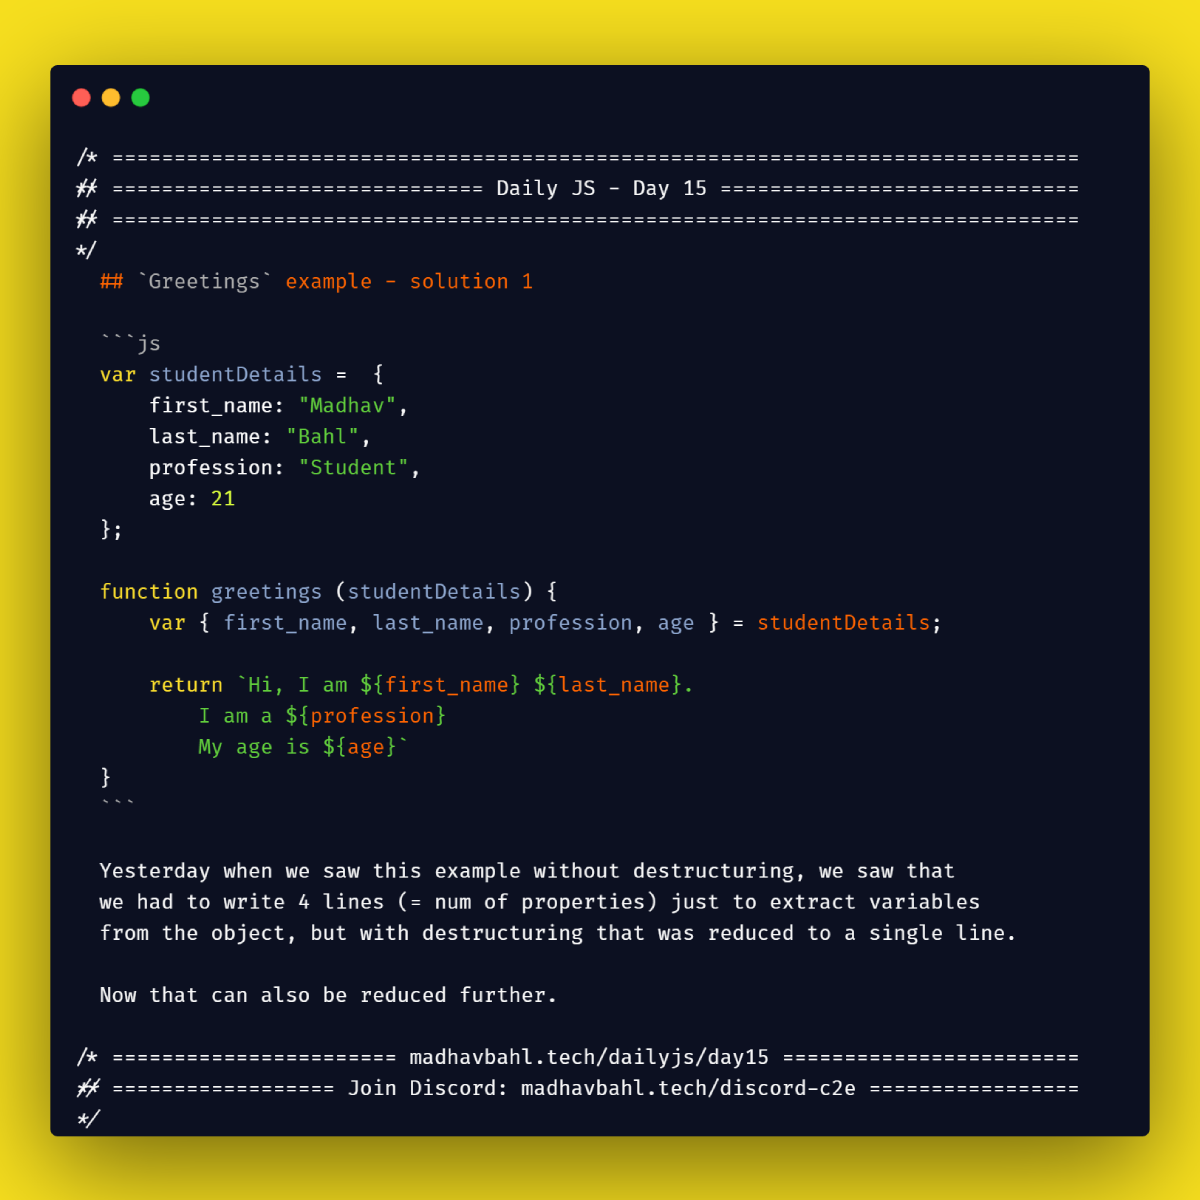 /* ==============================================================================
*/* ============================== Daily JS - Day 15 =============================
*/* ==============================================================================
*/
## `Greetings` example - solution 1
```js
var studentDetails =  {
    first_name: "Madhav",
    last_name: "Bahl",
    profession: "Student",
    age: 21
};
function greetings (studentDetails) {
    var { first_name, last_name, profession, age } = studentDetails;
    return `Hi, I am ${first_name} ${last_name}.
        I am a ${profession}
        My age is ${age}`
}
```
Yesterday when we saw this example without destructuring, we saw that
we had to write 4 lines (= num of properties) just to extract variables
from the object, but with destructuring that was reduced to a single line.
Now that can also be reduced further.
/* ======================= madhavbahl.tech/dailyjs/day15 ========================
*/* ================== Join Discord: madhavbahl.tech/discord-c2e =================
*/